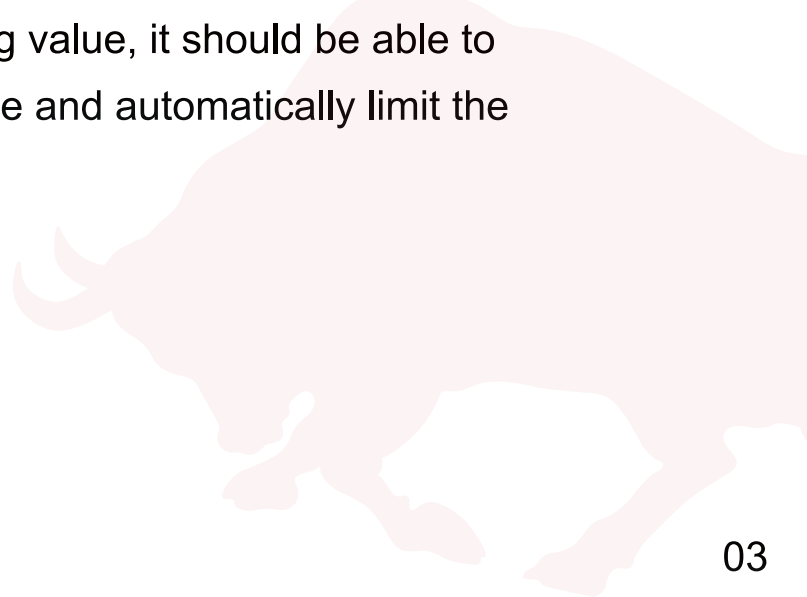 g value, it should be able to
e and automatically limit the
03